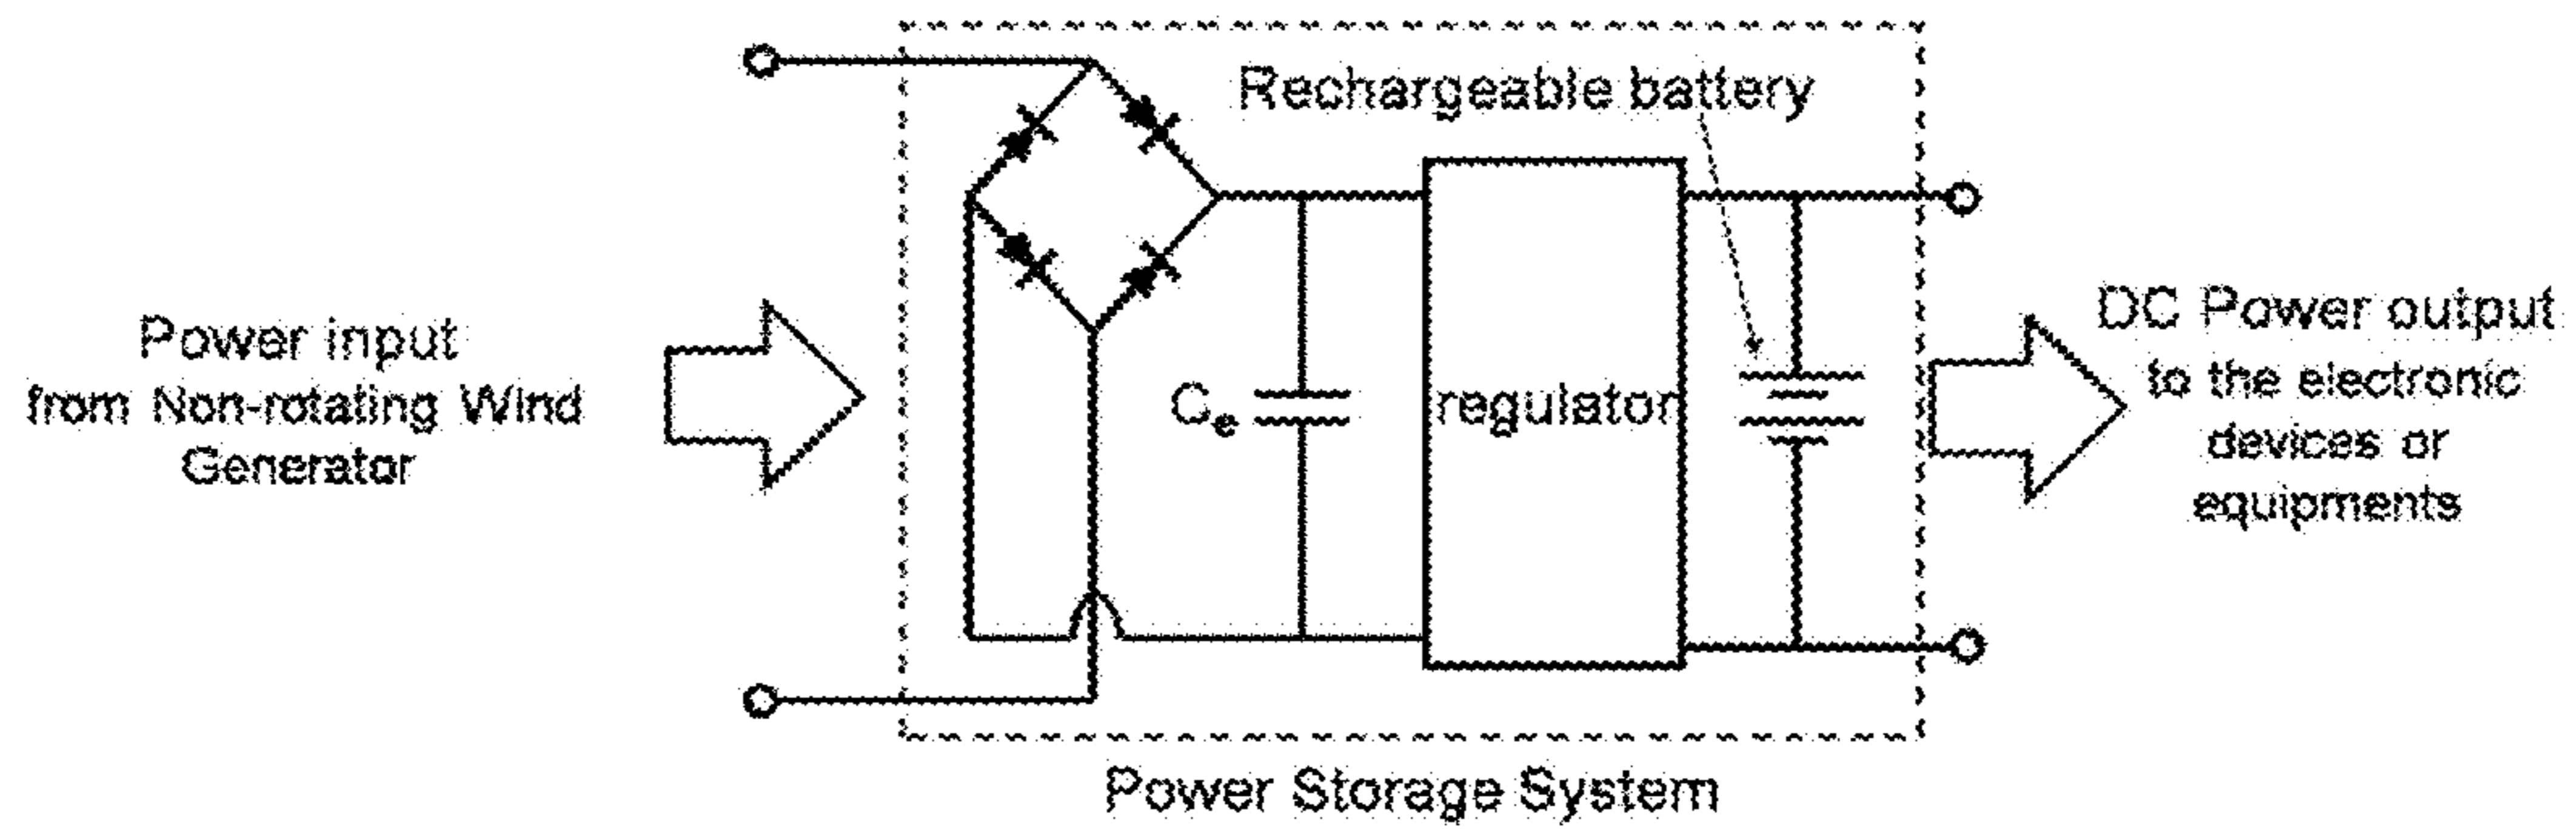 Rechargeable battery
Power input
from Non-rotating Wind
Generator
Ce
regulator
DC Power output
to the electronic
devices or
equipments
Power Storage System